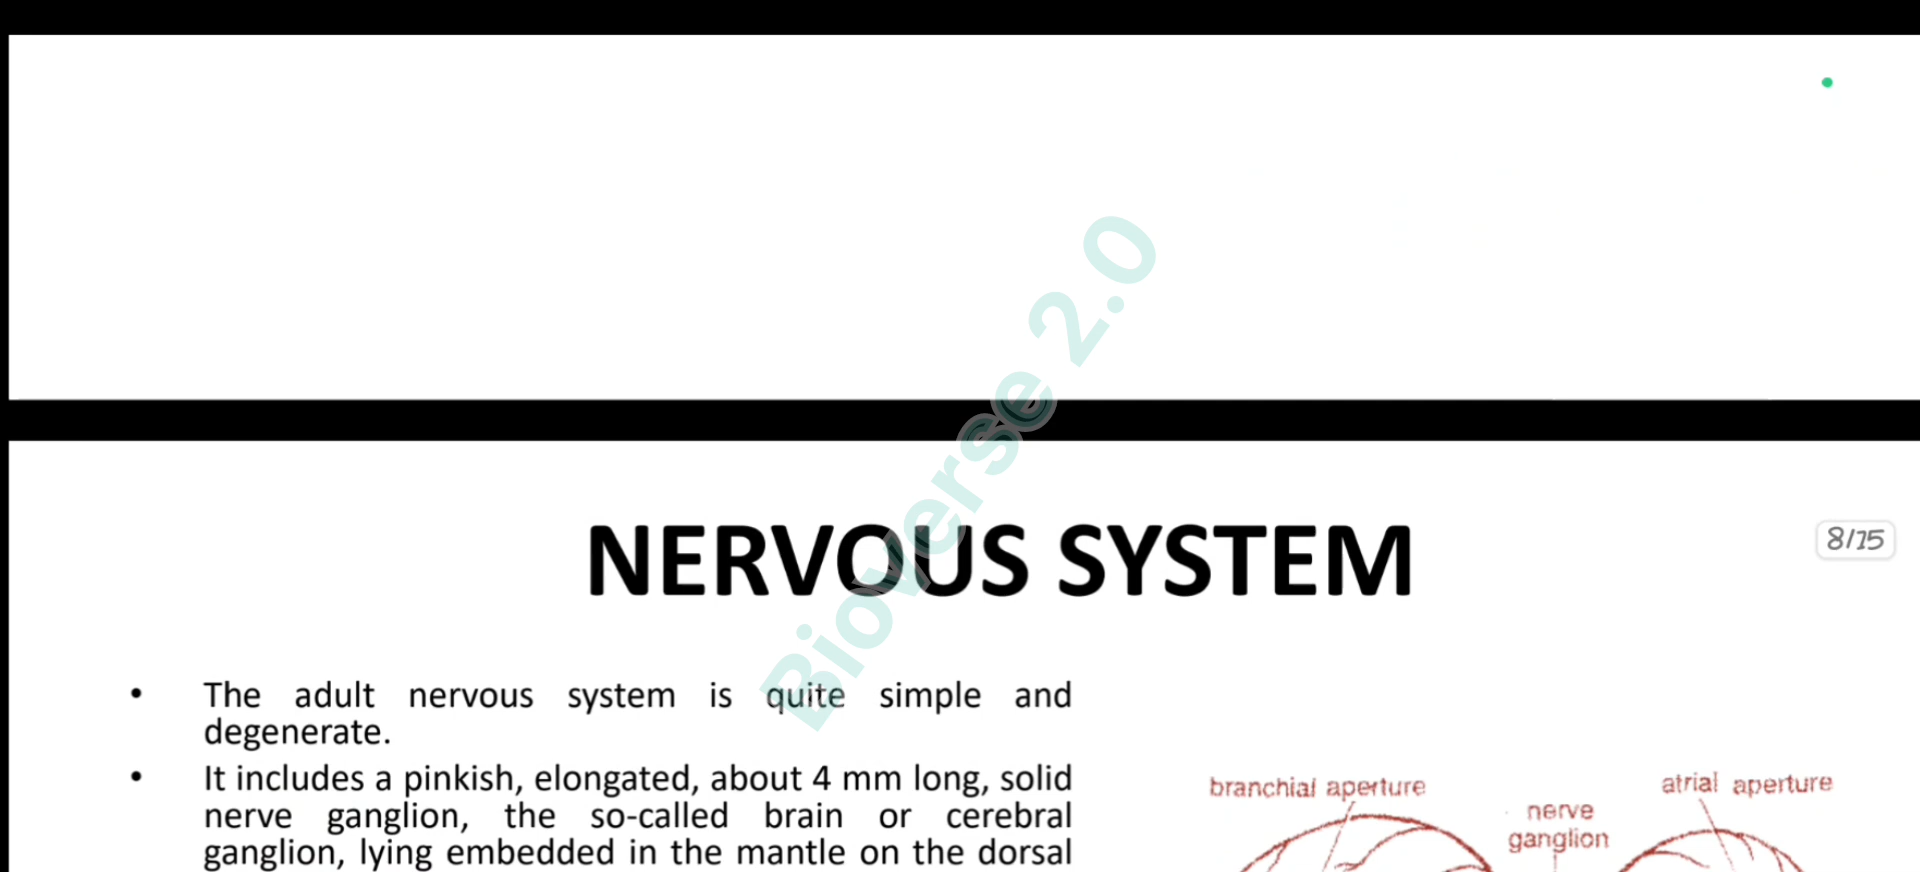 Bioverse 2.0
NERVOUS SYSTEM
8/15
• The adult nervous system is quite simple and
degenerate.
• It includes a pinkish, elongated, about 4 mm long, solid
nerve ganglion, the so-called brain or cerebral
ganglion, lying embedded in the mantle on the dorsal
branchial aperture
nerve
ganglion
atrial aperture